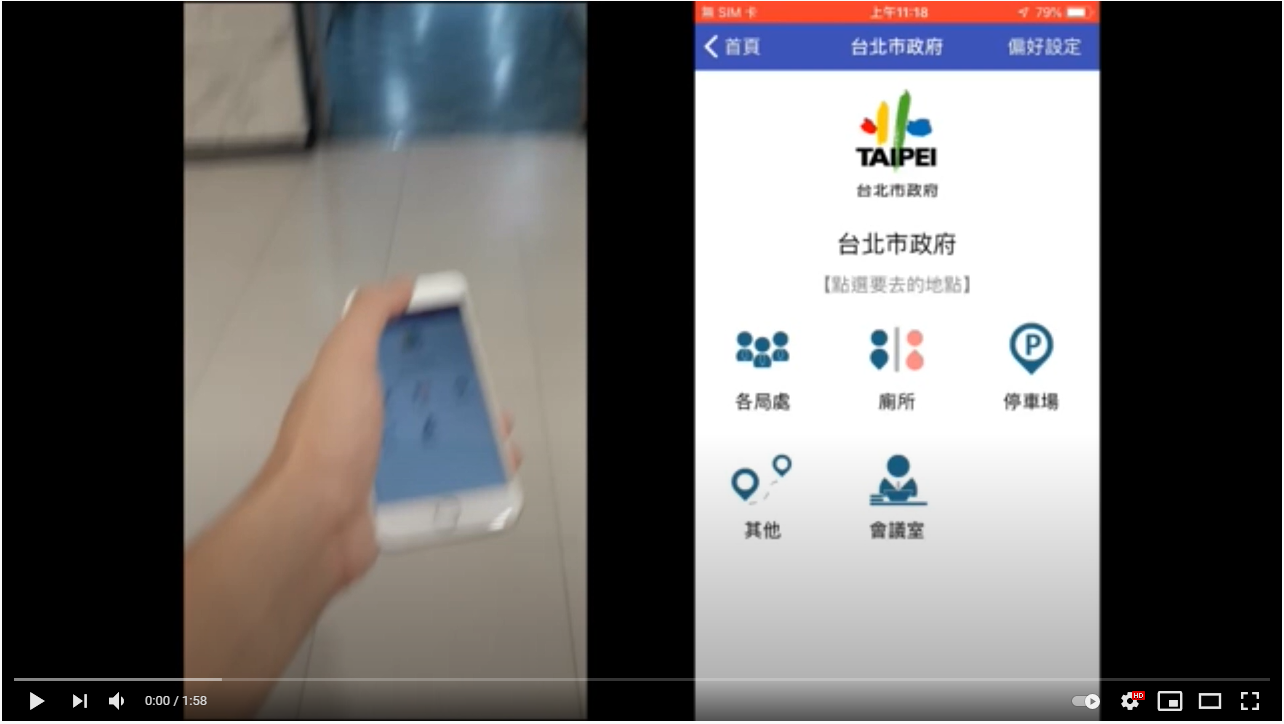 無 SIM 卡 上午11:18 79%
首頁 台北市政府 偏好設定
TAIPEI
台北市政府
台北市政府
【點選要去的地點】
各局處 廁所 P 停車場
其他 會議室
0:00 / 1:58 HD